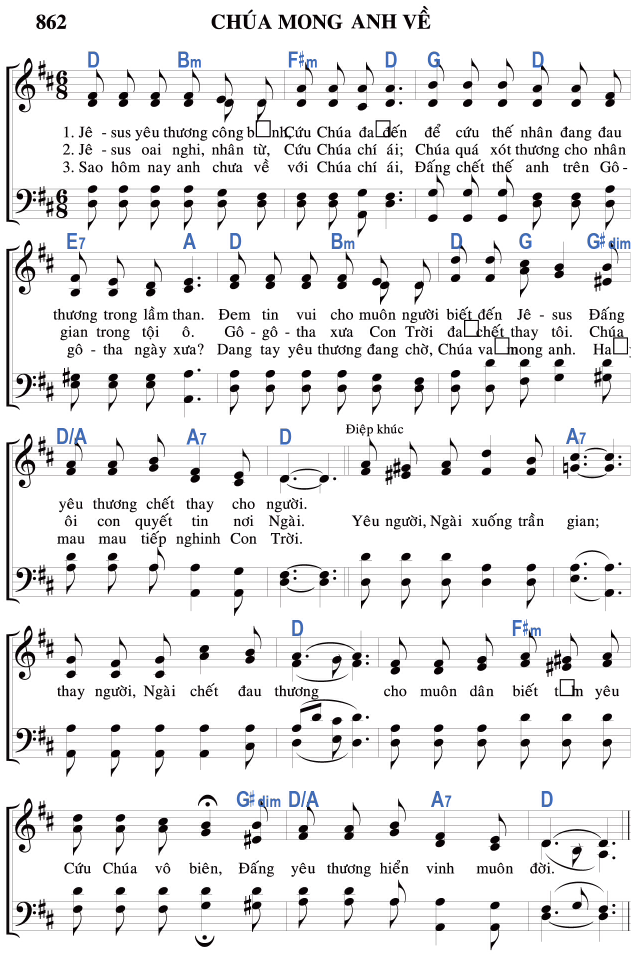 862 CHÚA MONG ANH VỀ
D Bm F♯m D G D
1. Jê - sus yêu thương công b□nh, Cứu Chúa đa□ đến để cứu thế nhân đang đau
2. Jê - sus oai nghi, nhân từ, Cứu Chúa chí ái; Chúa quá xót thương cho nhân
3. Sao hôm nay anh chưa về với Chúa chí ái, Đấng chết thế anh trên Gô-
6 8
6 8
E7 A D Bm D G G♯dim
thương trong lầm than. Đem tin vui cho muôn người biết đến Jê - sus Đấng
gian trong tội ô. Gô - gô - tha xưa Con Trời đa□ chết thay tôi. Chúa
gô - tha ngày xưa? Dang tay yêu thương đang chờ, Chúa va□n mong anh. Ha□y
D/A A7 D Điệp khúc A7
yêu thương chết thay cho người.
ôi con quyết tin nơi Ngài. Yêu người, Ngài xuống trần gian;
mau mau tiếp nghinh Con Trời.
D F♯m
thay người, Ngài chết đau thương cho muôn dân biết t□m yêu
G♯dim D/A A7 D
Cứu Chúa vô biên, Đấng yêu thương hiển vinh muôn đời.